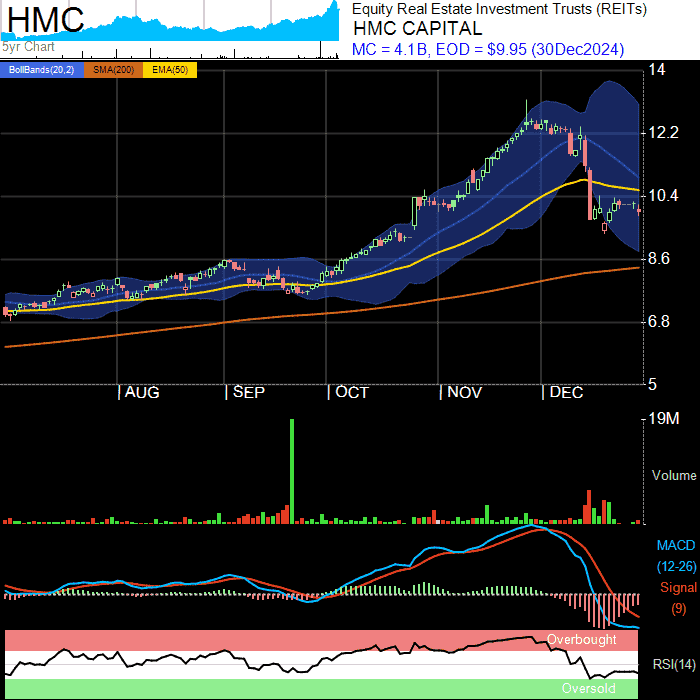 HMC
5yr Chart
Equity Real Estate Investment Trusts (REITs)
HMC CAPITAL
MC = 4.1B, EOD = $9.95 (30Dec2024)
BollBands(20,2) SMA(200) EMA(50)
14
12.2
10.4
8.6
6.8
5
AUG SEP OCT NOV DEC
19M
Volume
MACD
(12-26)
Signal
(9)
Overbought
RSI(14)
Oversold